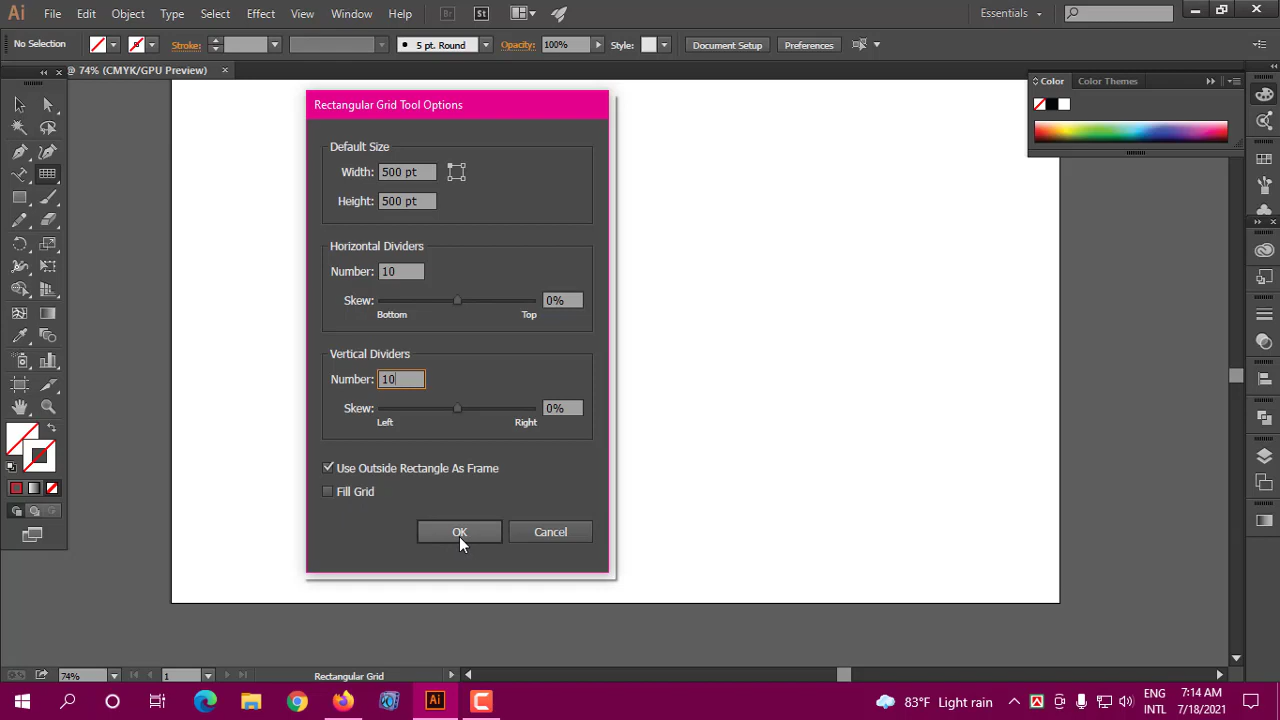 Ai File Edit Object Type Select Effect View Window Help Br St Essentials
No Selection Stroke: 5 pt. Round Opacity: 100% Style: Document Setup Preferences
@ 74% (CMYK/GPU Preview) ×
Color Color Themes
Rectangular Grid Tool Options
Default Size
Width: 500 pt
Height: 500 pt
Horizontal Dividers
Number: 10
Skew: 0%
Bottom Top
Vertical Dividers
Number: 10
Skew: 0%
Left Right
Use Outside Rectangle As Frame
Fill Grid
OK Cancel
74% 1 Rectangular Grid
Ai 83°F Light rain ENG INTL 7:14 AM 7/18/2021